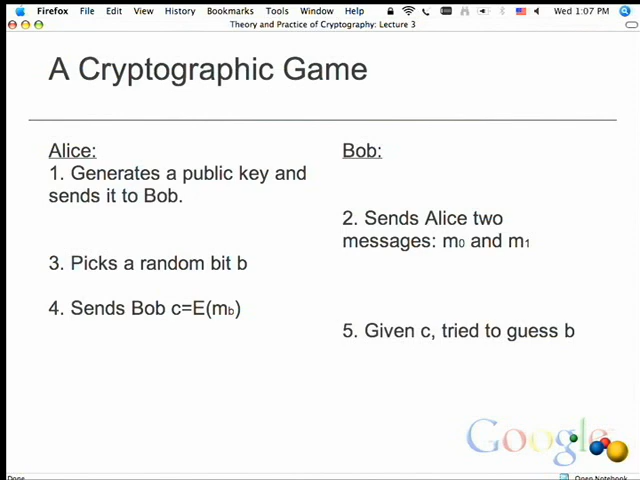 Firefox File Edit View History Bookmarks Tools Window Help Wed 1:07 PM
Theory and Practice of Cryptography: Lecture 3
A Cryptographic Game
Alice:
1. Generates a public key and
sends it to Bob.
Bob:
2. Sends Alice two
messages: m0 and m1
3. Picks a random bit b
4. Sends Bob c=E(mb)
5. Given c, tried to guess b
Google
Done
Open Notebook